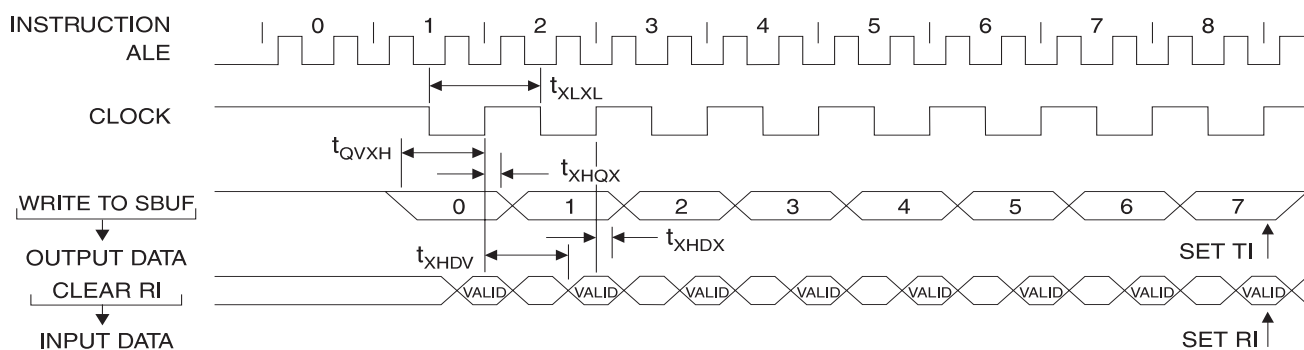 INSTRUCTION 0 1 2 3 4 5 6 7 8
ALE
tXLXL
CLOCK
tQVXH
tXHQX
WRITE TO SBUF 0 1 2 3 4 5 6 7
tXHDX
OUTPUT DATA tXHDV SET TI
CLEAR RI VALID VALID VALID VALID VALID VALID VALID VALID
INPUT DATA SET RI